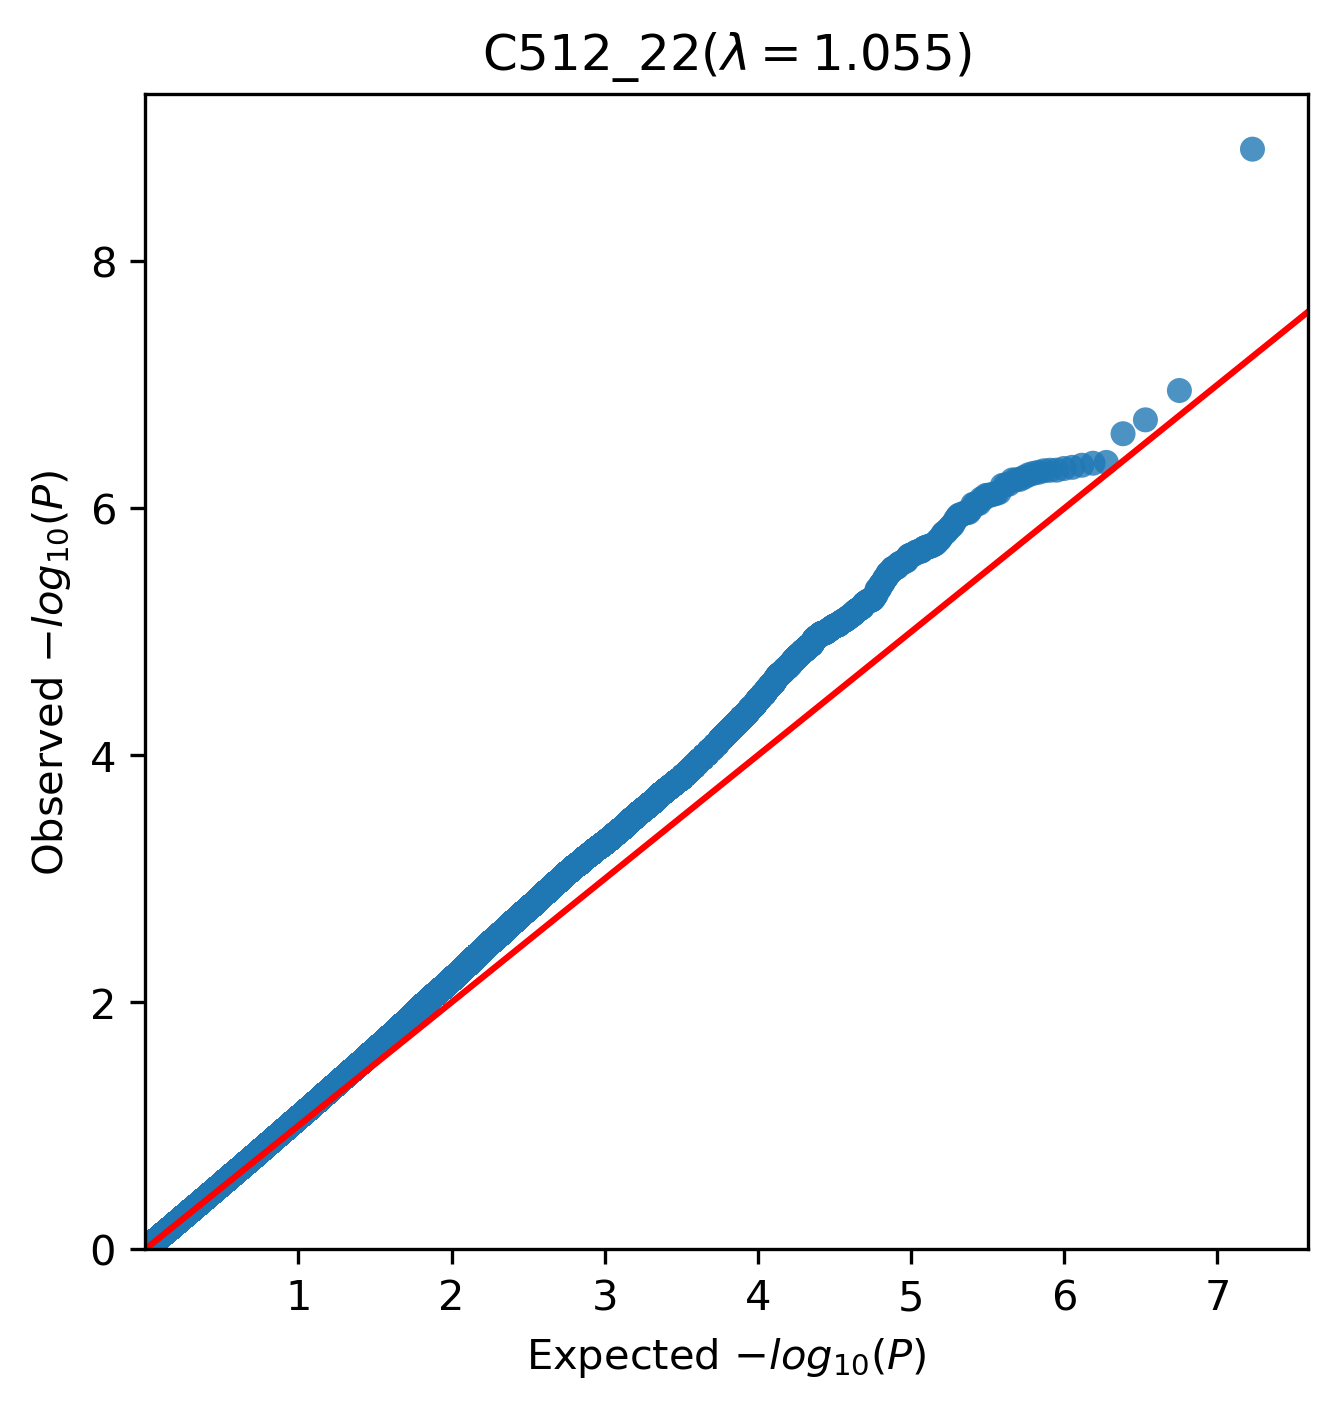 C512_22(λ = 1.055)
Observed −log10(P)
8
6
4
2
0
1 2 3 4 5 6 7
Expected −log10(P)